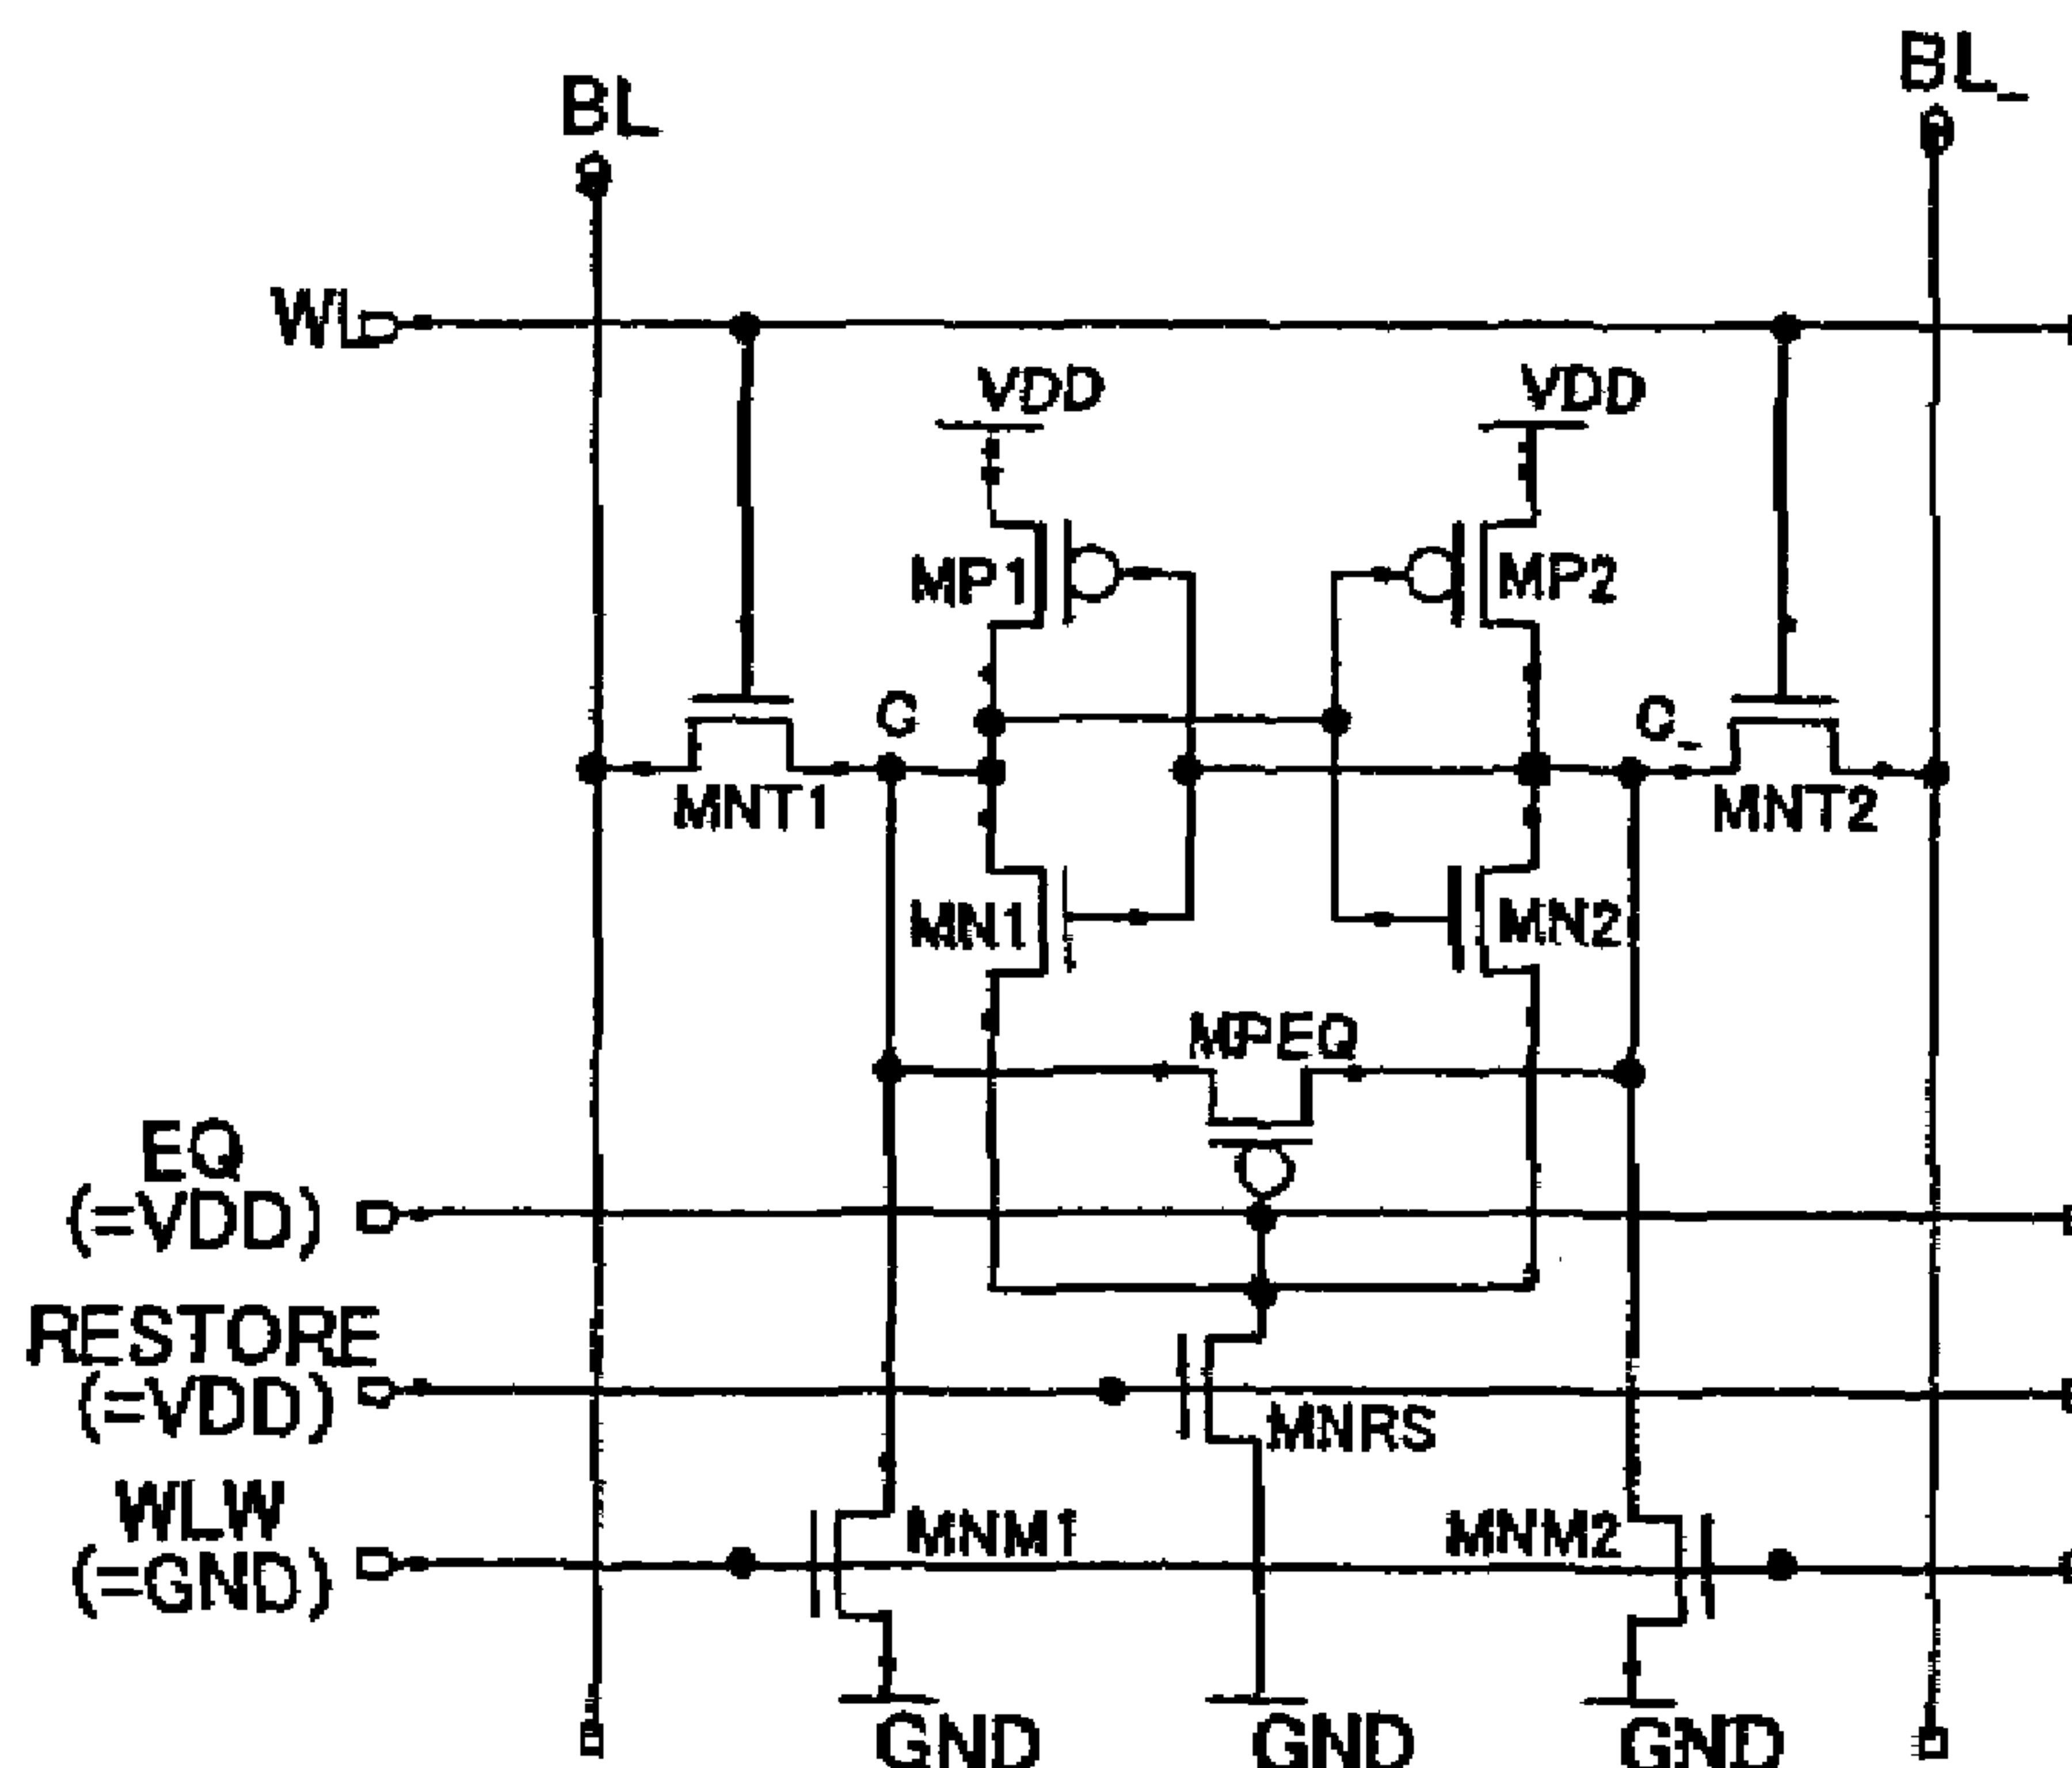 BL
BL_
WL
VDD
VDD
MP1
MP2
Q
Q_
MNT1
MNT2
MN1
MN2
MPEQ
EQ
(=VDD)
RESTORE
(=VDD)
MNRS
WLW
(=GND)
MNM1
MNM2
GND
GND
GND